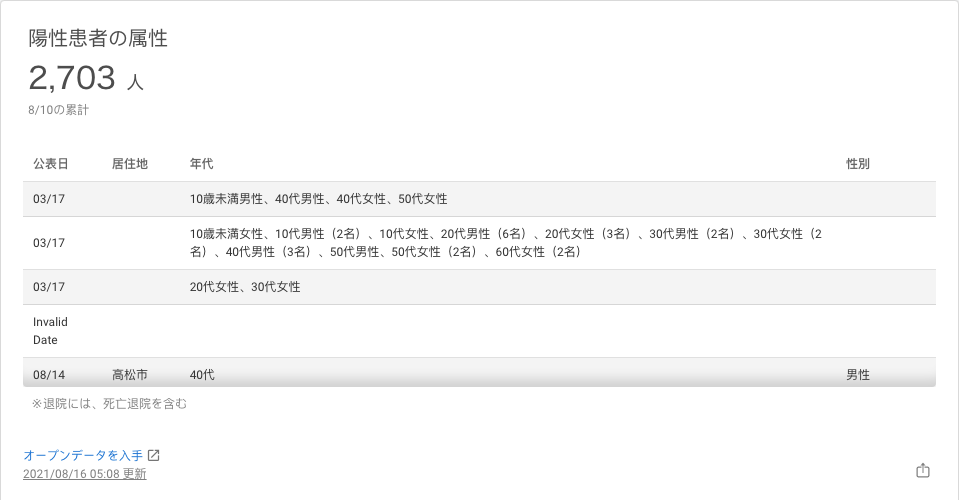 陽性患者の属性
2,703 人
8/10の累計
公表日 居住地 年代 性別
03/17 10歳未満男性、40代男性、40代女性、50代女性
10歳未満女性、10代男性（2名）、10代女性、20代男性（6名）、20代女性（3名）、30代男性（2名）、30代女性（2
03/17
名）、40代男性（3名）、50代男性、50代女性（2名）、60代女性（2名）
03/17 20代女性、30代女性
Invalid
Date
08/14 高松市 40代 男性
※退院には、死亡退院を含む
オープンデータを入手
2021/08/16 05:08 更新